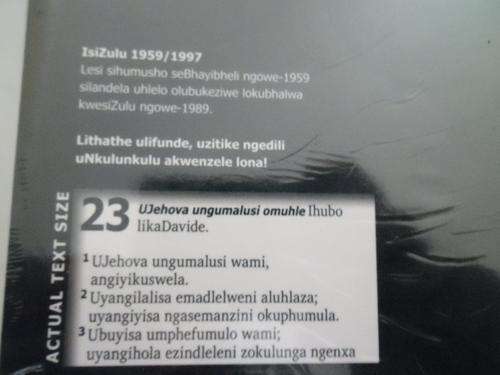 IsiZulu 1959/1997
Lesi sihumusho seBhayibheli ngowe-1959
silandela uhlelo olubukeziwe lokubhalwa
kwesiZulu ngowe-1989.
Lithathe ulifunde, uzitike ngedili
uNkulunkulu akwenzele lona!
ACTUAL TEXT SIZE
23 UJehova ungumalusi omuhle Ihubo
likaDavide.
1 UJehova ungumalusi wami,
angiyikuswela.
2 Uyangilalisa emadlelweni aluhlaza;
uyangiyisa ngasemanzini okuphumula.
3 Ubuyisa umphefumulo wami;
uyangihola ezindleleni zokulunga ngenxa